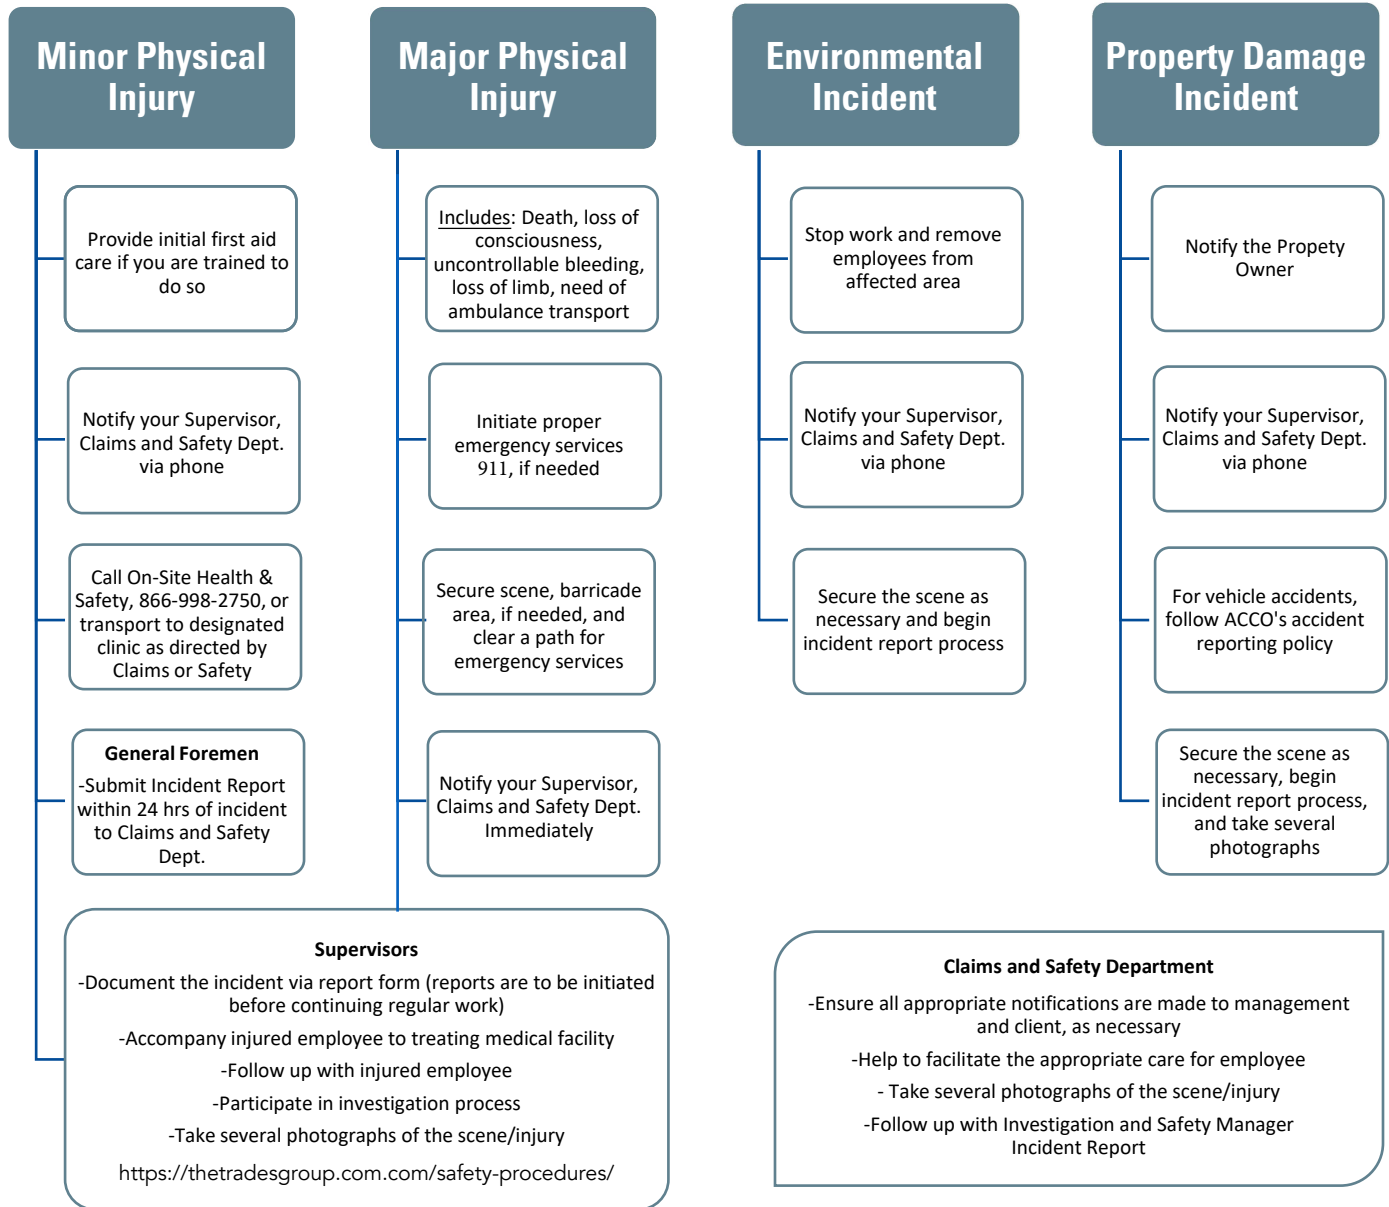 Minor Physical
Injury
Provide initial first aid
care if you are trained to
do so
Notify your Supervisor,
Claims and Safety Dept.
via phone
Call On-Site Health &
Safety, 866-998-2750, or
transport to designated
clinic as directed by
Claims or Safety
General Foremen
-Submit Incident Report
within 24 hrs of incident
to Claims and Safety
Dept.
Major Physical
Injury
Includes: Death, loss of
consciousness,
uncontrollable bleeding,
loss of limb, need of
ambulance transport
Initiate proper
emergency services
911, if needed
Secure scene, barricade
area, if needed, and
clear a path for
emergency services
Notify your Supervisor,
Claims and Safety Dept.
Immediately
Supervisors
-Document the incident via report form (reports are to be initiated
before continuing regular work)
-Accompany injured employee to treating medical facility
-Follow up with injured employee
-Participate in investigation process
-Take several photographs of the scene/injury
https://thetradesgroup.com.com/safety-procedures/
Environmental
Incident
Stop work and remove
employees from
affected area
Notify your Supervisor,
Claims and Safety Dept.
via phone
Secure the scene as
necessary and begin
incident report process
Property Damage
Incident
Notify the Propety
Owner
Notify your Supervisor,
Claims and Safety Dept.
via phone
For vehicle accidents,
follow ACCO's accident
reporting policy
Secure the scene as
necessary, begin
incident report process,
and take several
photographs
Claims and Safety Department
-Ensure all appropriate notifications are made to management
and client, as necessary
-Help to facilitate the appropriate care for employee
- Take several photographs of the scene/injury
-Follow up with Investigation and Safety Manager
Incident Report